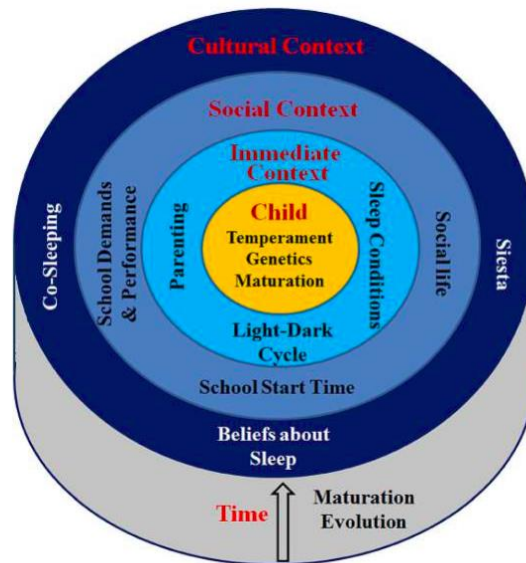 Cultural Context
Social Context
Immediate
Context
Child
Temperament
Genetics
Maturation
Co-Sleeping
School Demands
& Performance
Parenting
Sleep Conditions
Social life
Siesta
Light-Dark
Cycle
School Start Time
Beliefs about
Sleep
Time
Maturation
Evolution